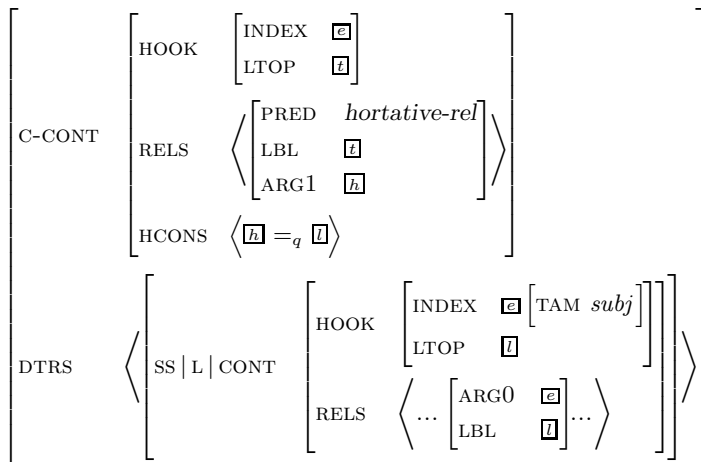 HOOK INDEX e
LTOP t
C-CONT RELS ⟨ PRED hortative-rel
LBL t
ARG1 h ⟩
HCONS ⟨ h =q l ⟩
HOOK INDEX e [TAM subj]
LTOP l
DTRS ⟨ SS | L | CONT
RELS ⟨ ... ARG0 e
LBL l ... ⟩ ⟩